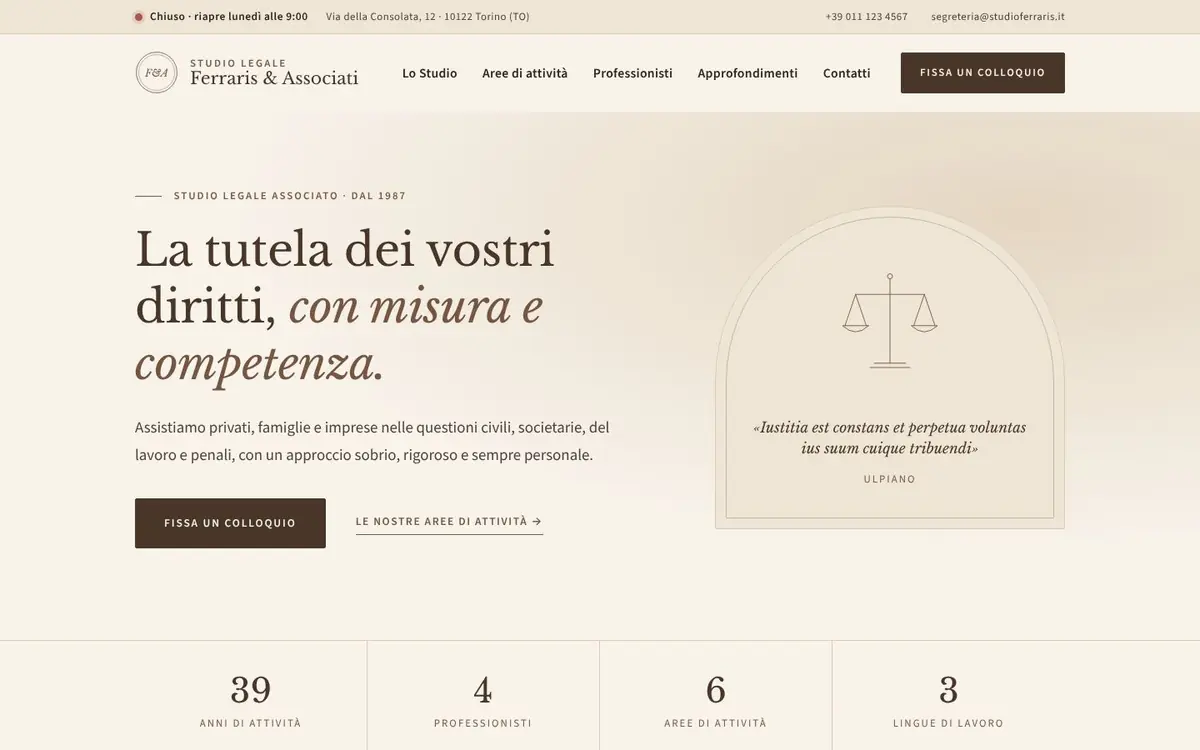 Chiuso · riapre lunedì alle 9:00
Via della Consolata, 12 · 10122 Torino (TO)
+39 011 123 4567
segreteria@studioferraris.it
F&A
STUDIO LEGALE
Ferraris & Associati
Lo Studio
Aree di attività
Professionisti
Approfondimenti
Contatti
FISSA UN COLLOQUIO
STUDIO LEGALE ASSOCIATO · DAL 1987
La tutela dei vostri
diritti, con misura e
competenza.
Assistiamo privati, famiglie e imprese nelle questioni civili, societarie, del
lavoro e penali, con un approccio sobrio, rigoroso e sempre personale.
FISSA UN COLLOQUIO
LE NOSTRE AREE DI ATTIVITÀ →
«Iustitia est constans et perpetua voluntas
ius suum cuique tribuendi»
ULPIANO
39
ANNI DI ATTIVITÀ
4
PROFESSIONISTI
6
AREE DI ATTIVITÀ
3
LINGUE DI LAVORO